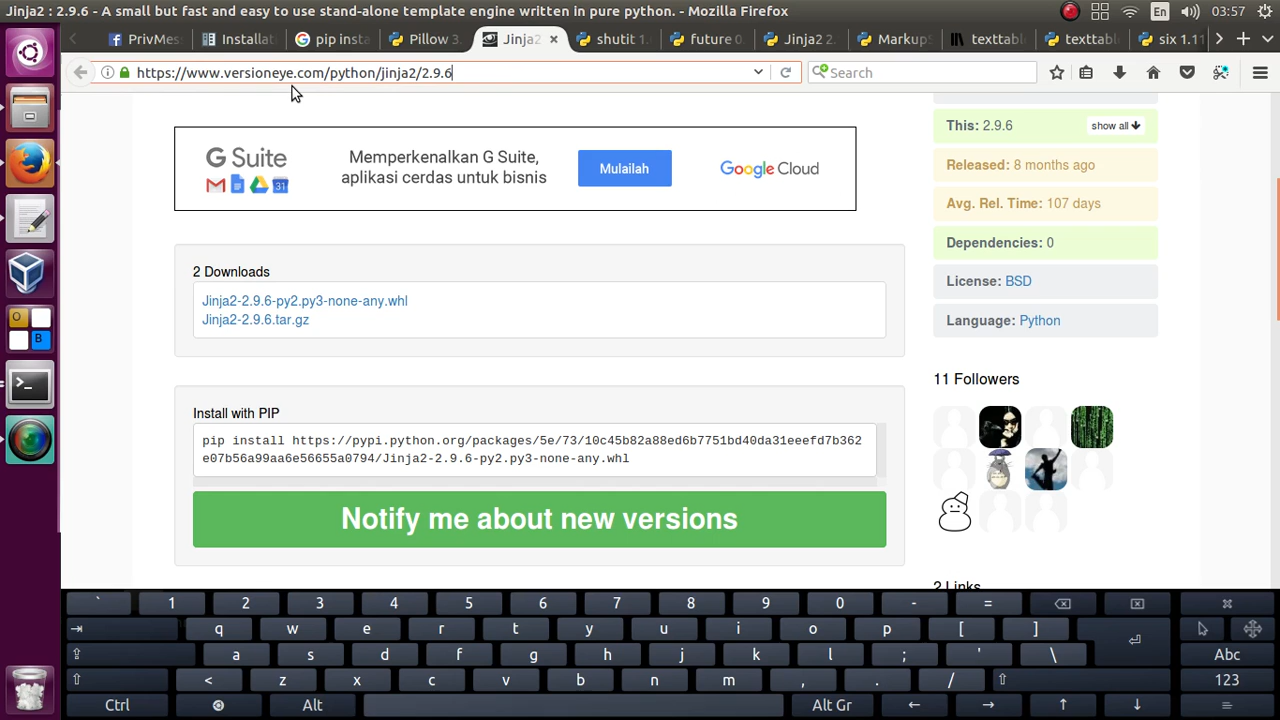 Jinja2 : 2.9.6 - A small but fast and easy to use stand-alone template engine written in pure python. - Mozilla Firefox
En
03:57
PrivMes
Installati
pip insta
Pillow 3.
Jinja2
shutit 1.
future 0
Jinja2 2.
MarkupS
texttabl
texttabl
six 1.11
https://www.versioneye.com/python/jinja2/2.9.6
Search
G Suite
Memperkenalkan G Suite,
aplikasi cerdas untuk bisnis
Mulailah
Google Cloud
This: 2.9.6
show all
Released: 8 months ago
Avg. Rel. Time: 107 days
Dependencies: 0
License: BSD
Language: Python
2 Downloads
Jinja2-2.9.6-py2.py3-none-any.whl
Jinja2-2.9.6.tar.gz
Install with PIP
pip install https://pypi.python.org/packages/5e/73/10c45b82a88ed6b7751bd40da31eeefd7b362
e07b56a99aa6e5b655a0794/Jinja2-2.9.6-py2.py3-none-any.whl
Notify me about new versions
11 Followers
2 Links
` 1 2 3 4 5 6 7 8 9 0 - =
q w e r t y u i o p [ ]
a s d f g h j k l ; ' \ Abc
< z x c v b n m , . / 123
Ctrl Alt Alt Gr